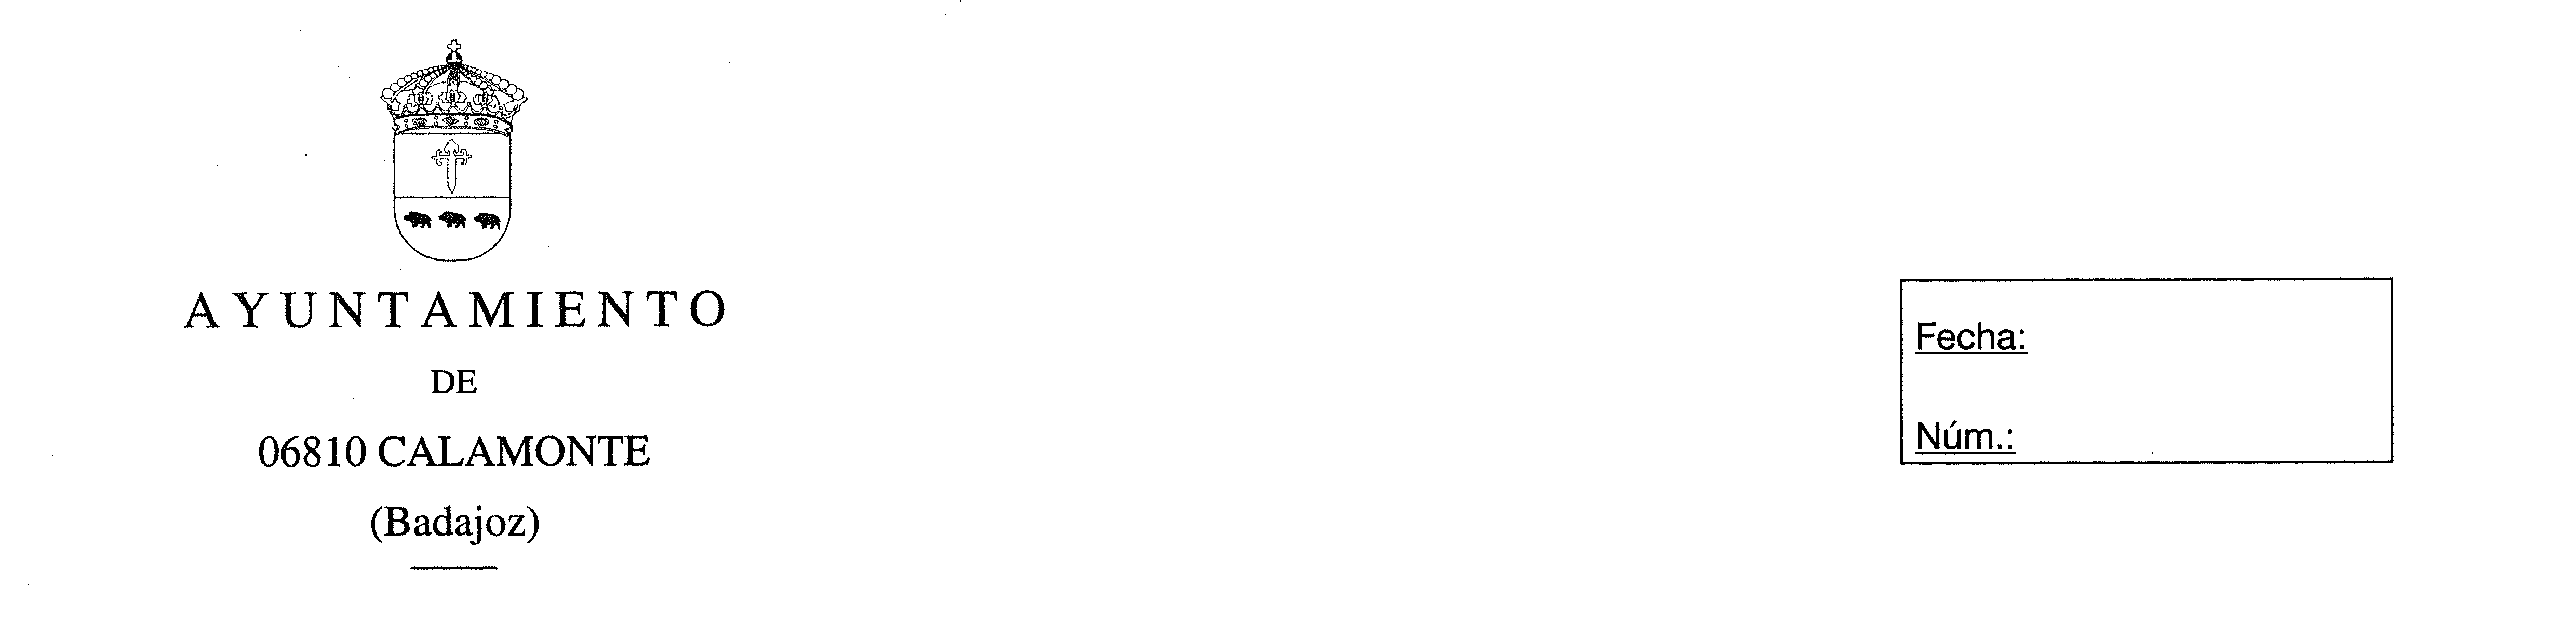 AYUNTAMIENTO
DE
06810 CALAMONTE
(Badajoz)
Fecha:
Núm.: